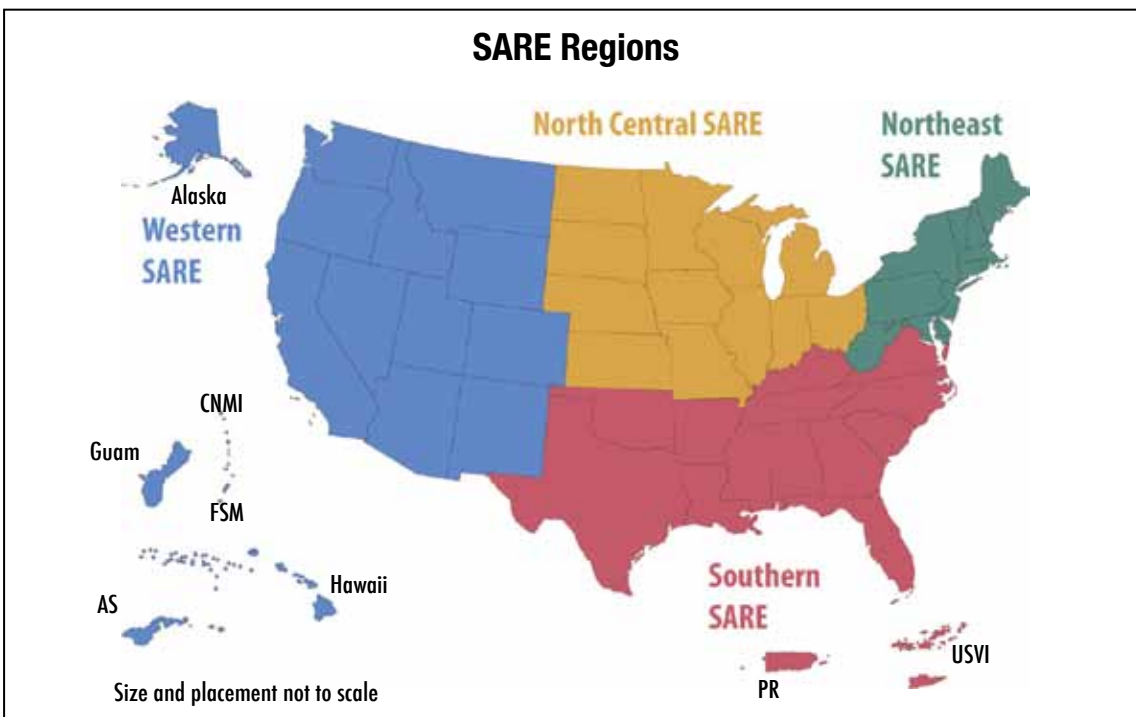 SARE Regions
North Central SARE
Northeast
SARE
Alaska
Western
SARE
CNMI
Guam
FSM
Hawaii
AS
Southern
SARE
USVI
PR
Size and placement not to scale